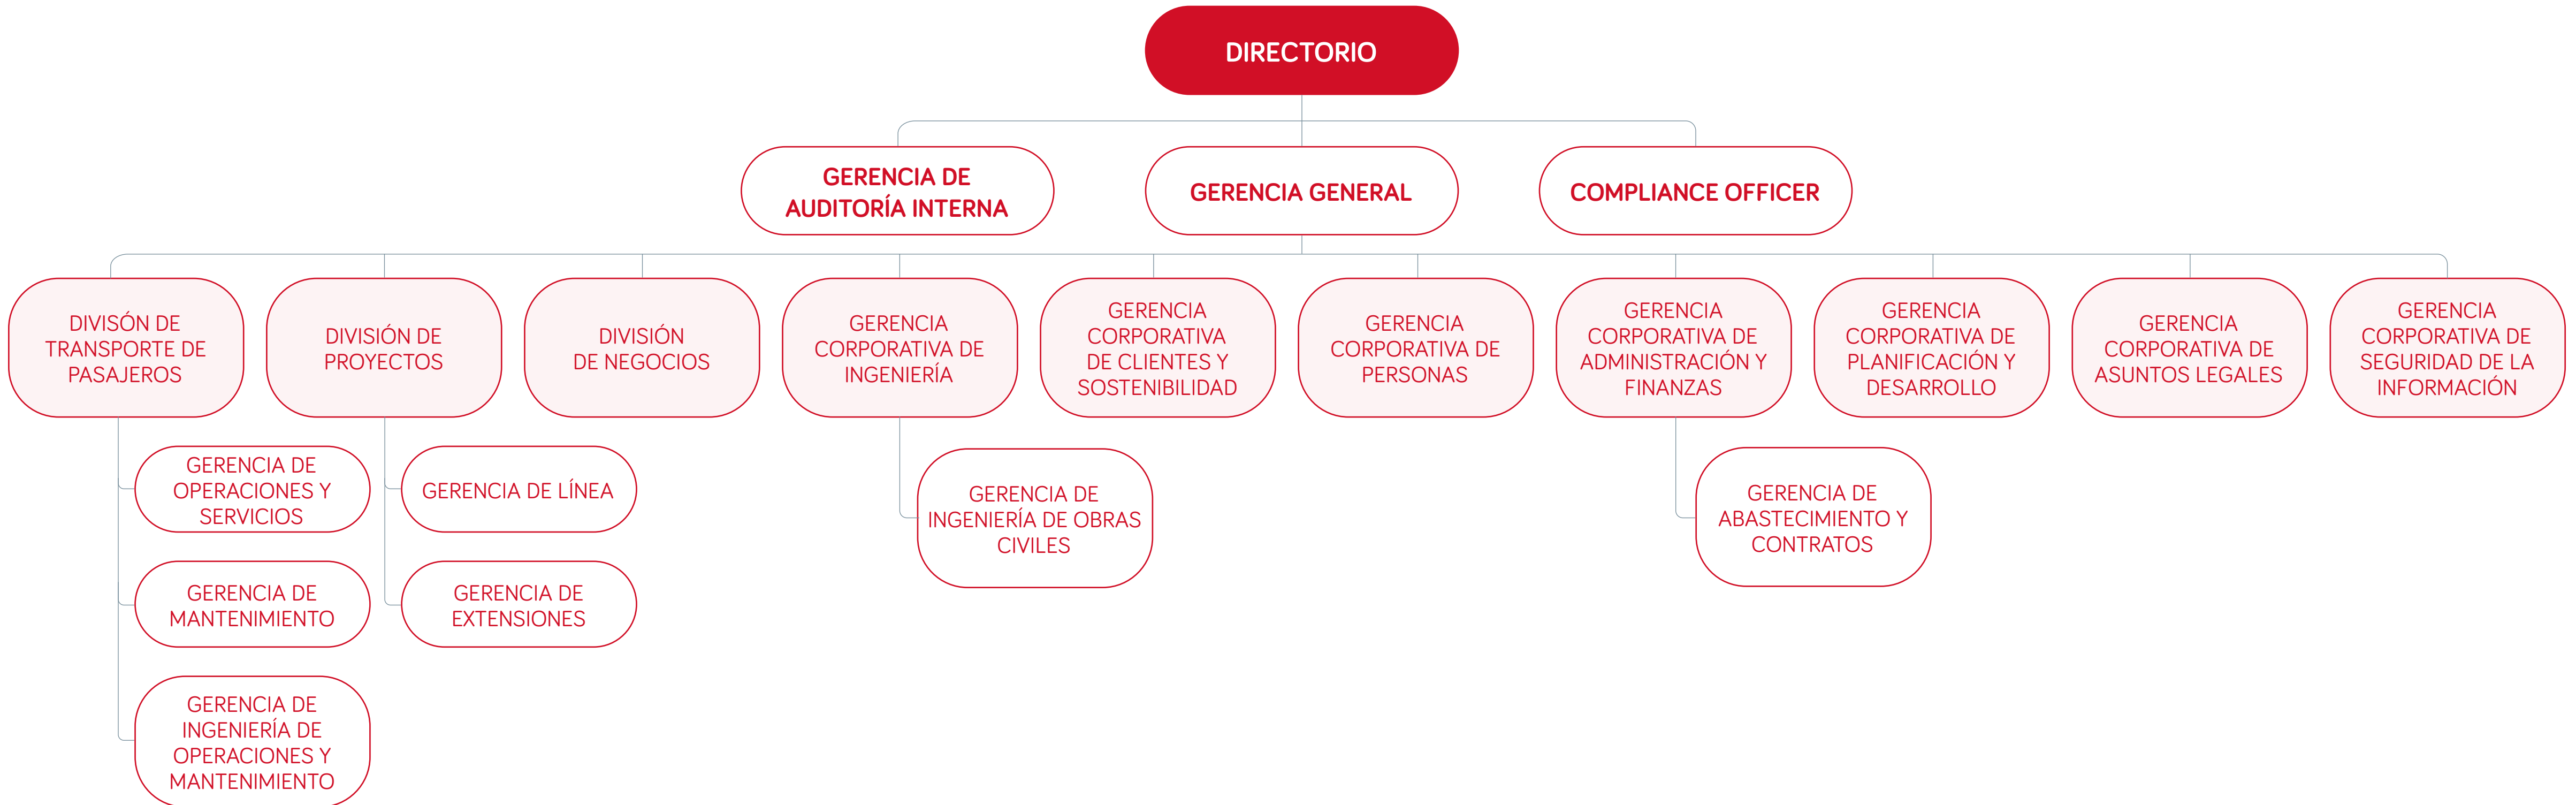 DIRECTORIO
GERENCIA DE
AUDITORÍA INTERNA
GERENCIA GENERAL
COMPLIANCE OFFICER
DIVISÓN DE
TRANSPORTE DE
PASAJEROS
DIVISIÓN DE
PROYECTOS
DIVISIÓN
DE NEGOCIOS
GERENCIA
CORPORATIVA DE
INGENIERÍA
GERENCIA
CORPORATIVA
DE CLIENTES Y
SOSTENIBILIDAD
GERENCIA
CORPORATIVA DE
PERSONAS
GERENCIA
CORPORATIVA DE
ADMINISTRACIÓN Y
FINANZAS
GERENCIA
CORPORATIVA DE
PLANIFICACIÓN Y
DESARROLLO
GERENCIA
CORPORATIVA DE
ASUNTOS LEGALES
GERENCIA
CORPORATIVA DE
SEGURIDAD DE LA
INFORMACIÓN
GERENCIA DE
OPERACIONES Y
SERVICIOS
GERENCIA DE LÍNEA
GERENCIA DE
INGENIERÍA DE OBRAS
CIVILES
GERENCIA DE
ABASTECIMIENTO Y
CONTRATOS
GERENCIA DE
MANTENIMIENTO
GERENCIA DE
EXTENSIONES
GERENCIA DE
INGENIERÍA DE
OPERACIONES Y
MANTENIMIENTO